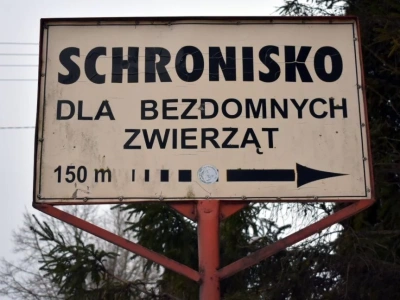 SCHRONISKO
DLA BEZDOMNYCH
ZWIERZĄT
150 m